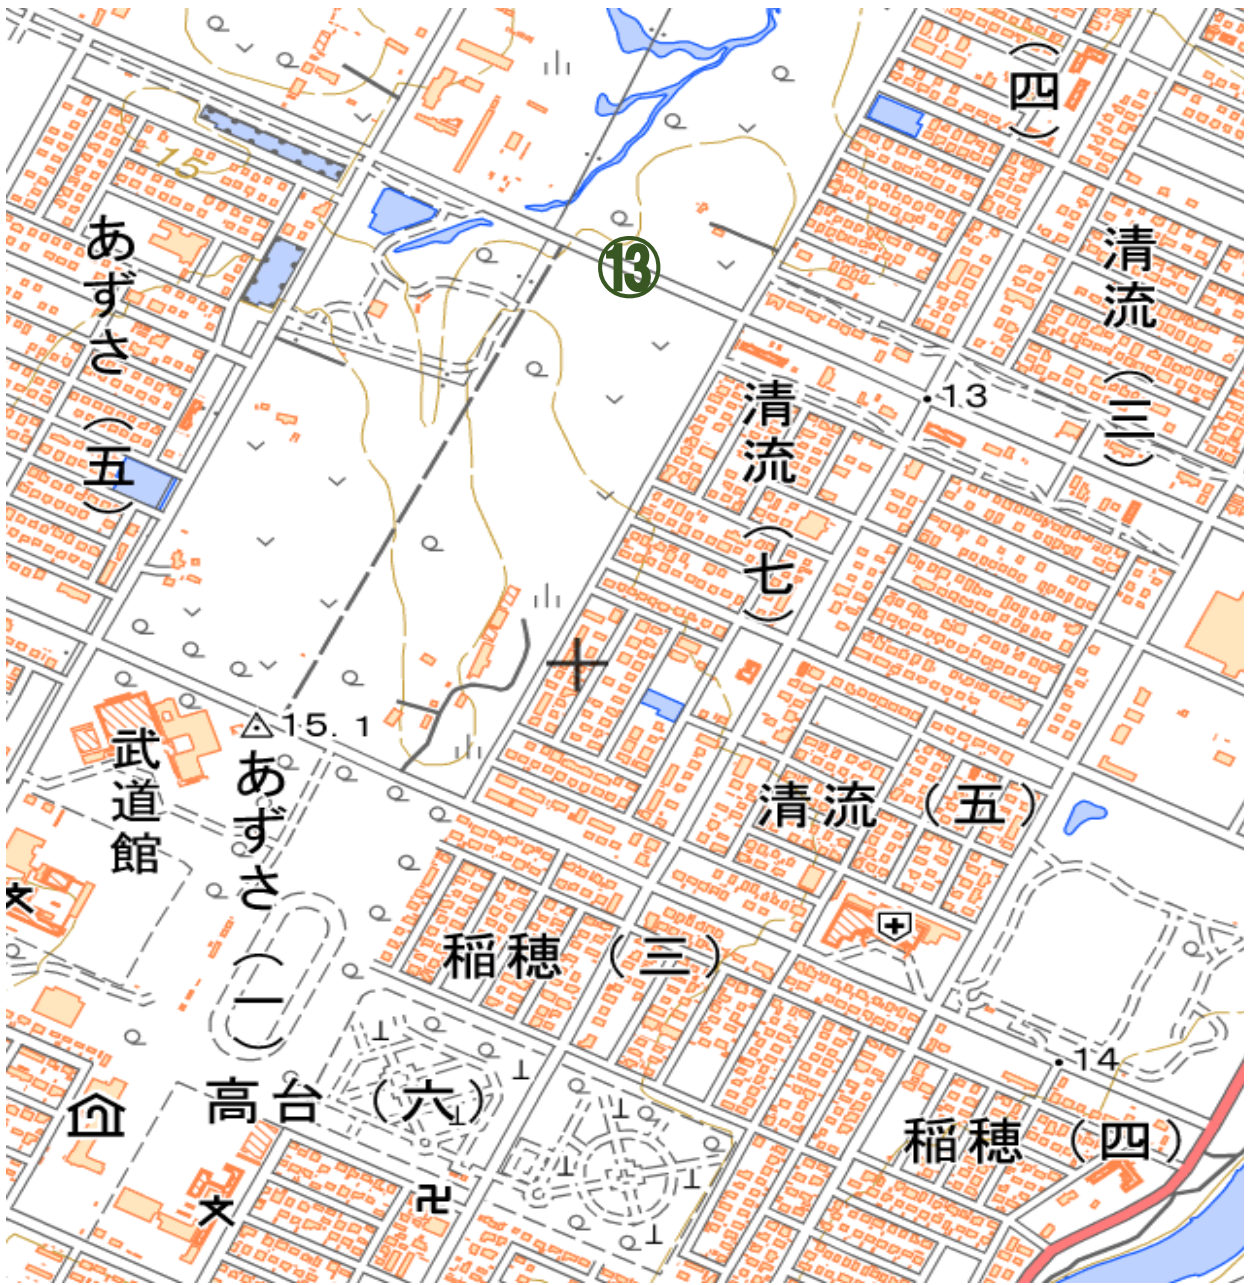 (四)
15
あずさ(五)
清流(三)
⑬
清流(七)
13
15.1
武道館
あずさ(一)
清流(五)
稲穂(三)
14
高台(六)
稲穂(四)